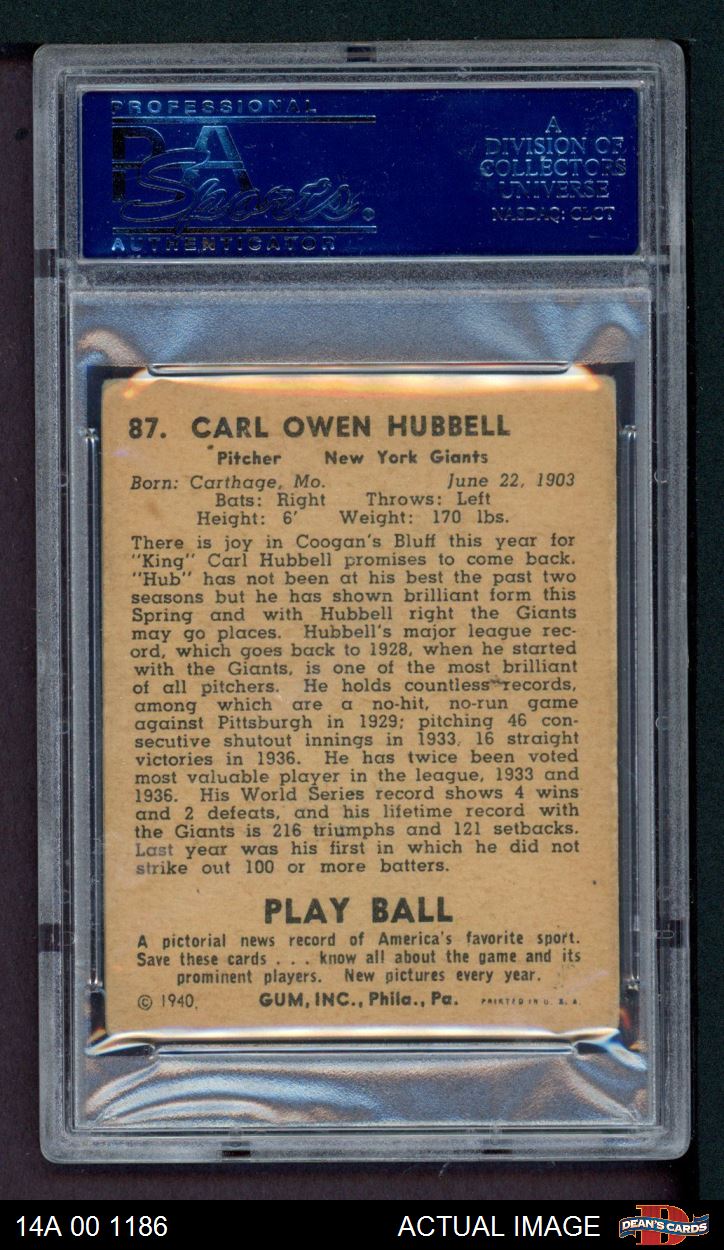 PROFESSIONAL
PSA
Sports
AUTHENTICATOR
A
DIVISION OF
COLLECTORS
UNIVERSE
NASDAQ: CLCT
87. CARL OWEN HUBBELL
Pitcher New York Giants
Born: Carthage, Mo. June 22, 1903
Bats: Right Throws: Left
Height: 6' Weight: 170 lbs.
There is joy in Coogan's Bluff this year for
"King" Carl Hubbell promises to come back.
"Hub" has not been at his best the past two
seasons but he has shown brilliant form this
Spring and with Hubbell right the Giants
may go places. Hubbell's major league rec-
ord, which goes back to 1928, when he started
with the Giants, is one of the most brilliant
of all pitchers. He holds countless records,
among which are a no-hit, no-run game
against Pittsburgh in 1929; pitching 46 con-
secutive shutout innings in 1933, 16 straight
victories in 1936. He has twice been voted
most valuable player in the league, 1933 and
1936. His World Series record shows 4 wins
and 2 defeats, and his lifetime record with
the Giants is 216 triumphs and 121 setbacks.
Last year was his first in which he did not
strike out 100 or more batters.
PLAY BALL
A pictorial news record of America's favorite sport.
Save these cards . . . know all about the game and its
prominent players. New pictures every year.
© 1940. GUM, INC., Phila., Pa. PRINTED IN U. S. A.
14A 00 1186 ACTUAL IMAGE DEAN'S CARDS